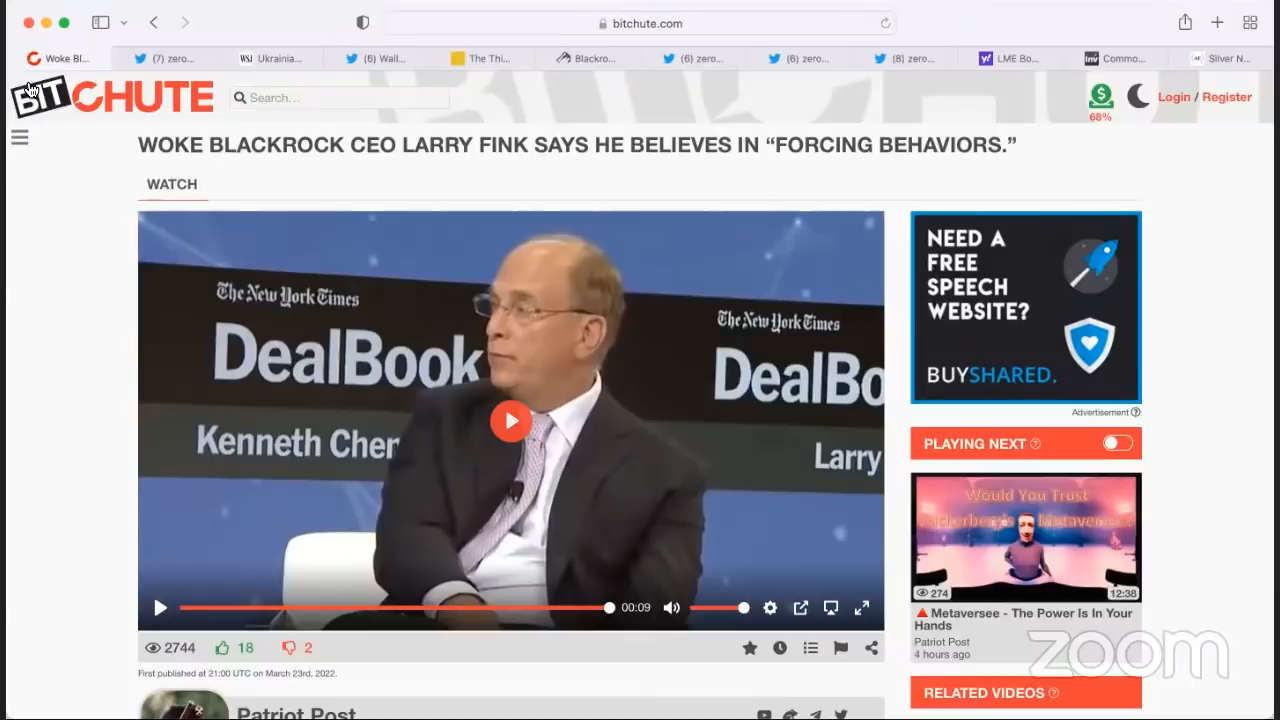 bitchute.com
Woke Bl...
(7) zero...
WSJ
Ukrainia...
(6) Wall...
The Thi...
Blackro...
(6) zero...
(6) zero...
(8) zero...
LME Bo...
Inv
Commo...
Silver N...
BITCHUTE
Search...
68%
Login / Register
WOKE BLACKROCK CEO LARRY FINK SAYS HE BELIEVES IN “FORCING BEHAVIORS.”
WATCH
The New York Times
DealBook
Kenneth Cher
The New York Times
DealBo
Larry
00:09
NEED A
FREE
SPEECH
WEBSITE?
BUYSHARED.
Advertisement
PLAYING NEXT
Would You Trust
Metavers
274
12:38
Metaversee - The Power Is In Your
Hands
Patriot Post
4 hours ago
zoom
2744
18
2
First published at 21:00 UTC on March 23rd, 2022.
RELATED VIDEOS
Patriot Post